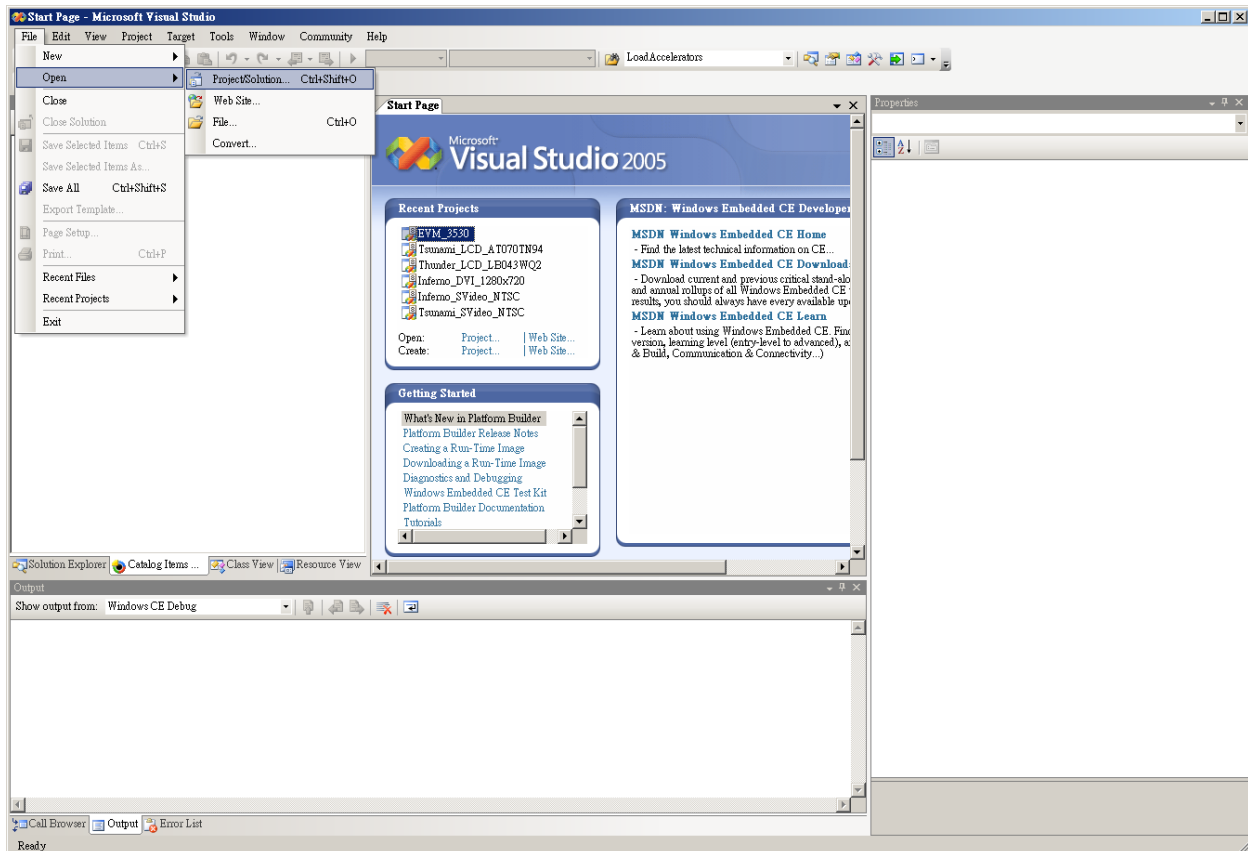 Start Page - Microsoft Visual Studio
File Edit View Project Target Tools Window Community Help
LoadAccelerators
New
Open
Close
Close Solution
Save Selected Items Ctrl+S
Save Selected Items As...
Save All Ctrl+Shift+S
Export Template...
Page Setup...
Print... Ctrl+P
Recent Files
Recent Projects
Exit
Project/Solution... Ctrl+Shift+O
Web Site...
File... Ctrl+O
Convert...
Start Page
Microsoft
Visual Studio 2005
Recent Projects
EVM_3530
Tsunami_LCD_AT070TN94
Thunder_LCD_LB043WQ2
Inferno_DVI_1280x720
Inferno_SVideo_NTSC
Tsunami_SVideo_NTSC
Open: Project... | Web Site...
Create: Project... | Web Site...
Getting Started
What's New in Platform Builder
Platform Builder Release Notes
Creating a Run-Time Image
Downloading a Run-Time Image
Diagnostics and Debugging
Windows Embedded CE Test Kit
Platform Builder Documentation
Tutorials
MSDN: Windows Embedded CE Developer
MSDN Windows Embedded CE Home
- Find the latest technical information on CE...
MSDN Windows Embedded CE Download
- Download current and previous critical stand-alo
and annual rollups of all Windows Embedded CE
results, you should always have every available up
MSDN Windows Embedded CE Learn
- Learn about using Windows Embedded CE. Find
version, learning level (entry-level to advanced), a
& Build, Communication & Connectivity...)
Properties
Solution Explorer Catalog Items ... Class View Resource View
Output
Show output from: Windows CE Debug
Call Browser Output Error List
Ready